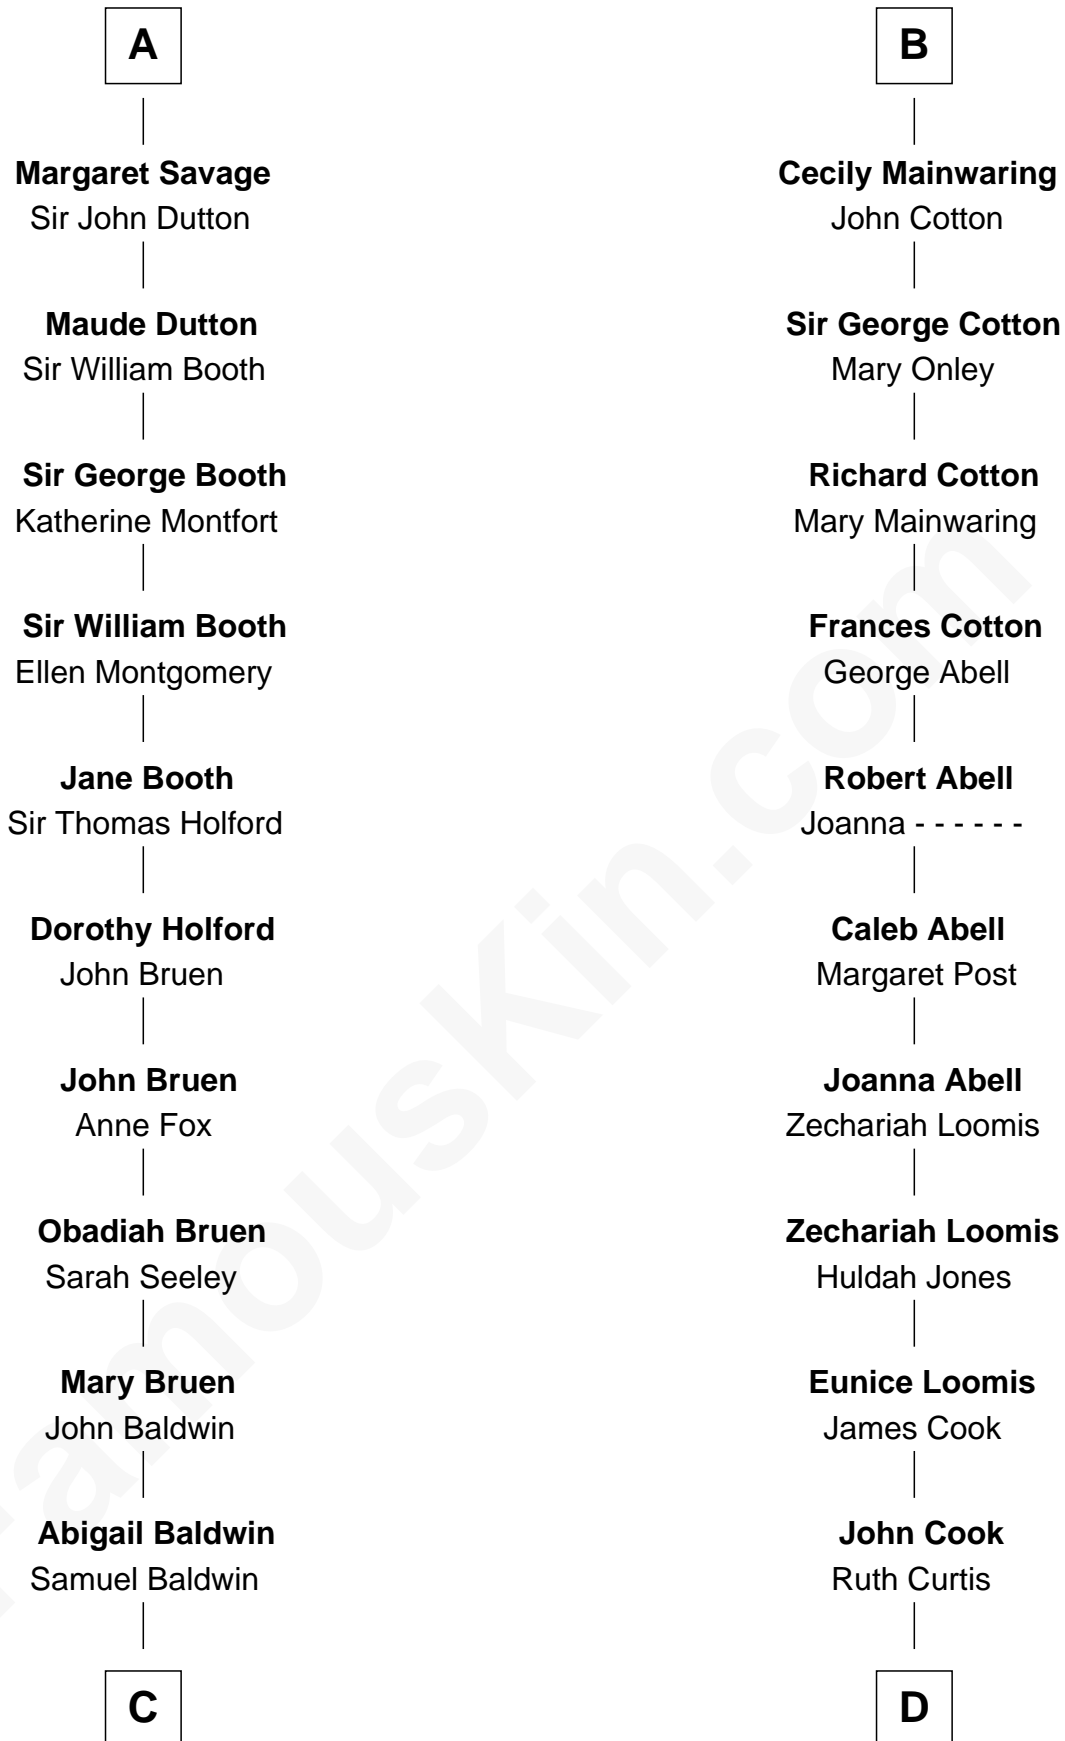 A
Margaret Savage
Sir John Dutton
Maude Dutton
Sir William Booth
Sir George Booth
Katherine Montfort
Sir William Booth
Ellen Montgomery
Jane Booth
Sir Thomas Holford
Dorothy Holford
John Bruen
John Bruen
Anne Fox
Obadiah Bruen
Sarah Seeley
Mary Bruen
John Baldwin
Abigail Baldwin
Samuel Baldwin
C
B
Cecily Mainwaring
John Cotton
Sir George Cotton
Mary Onley
Richard Cotton
Mary Mainwaring
Frances Cotton
George Abell
Robert Abell
Joanna - - - - - -
Caleb Abell
Margaret Post
Joanna Abell
Zechariah Loomis
Zechariah Loomis
Huldah Jones
Eunice Loomis
James Cook
John Cook
Ruth Curtis
D
FamousKin.com